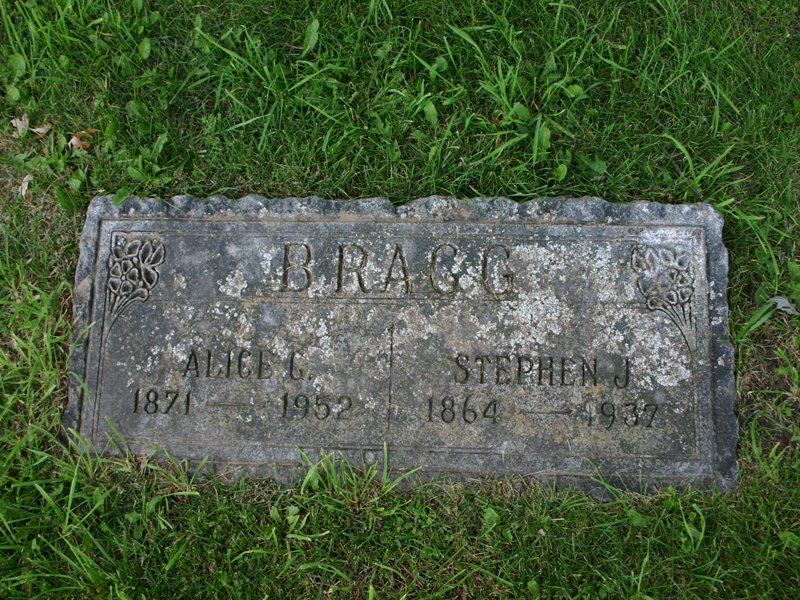 BRAGG
ALICE C. STEPHEN J.
1871 — 1952 1864 — 1937